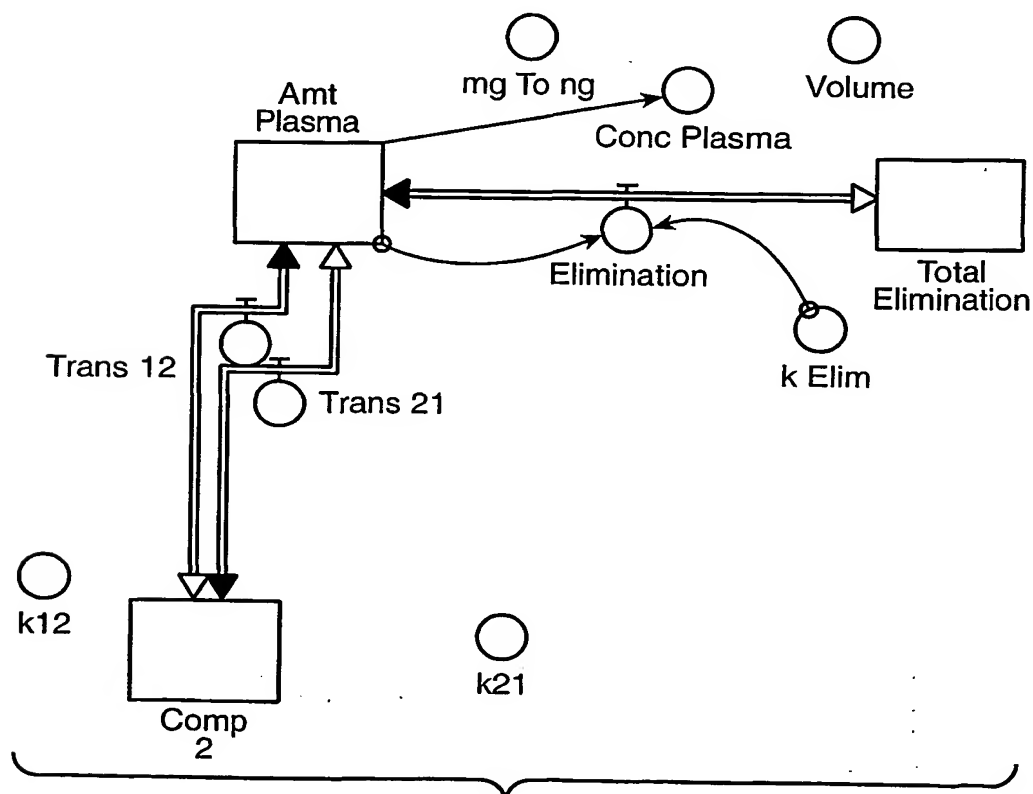 mg To ng
Volume
Amt
Plasma
Conc Plasma
Elimination
Total
Elimination
k Elim
Trans 12
Trans 21
k12
k21
Comp
2